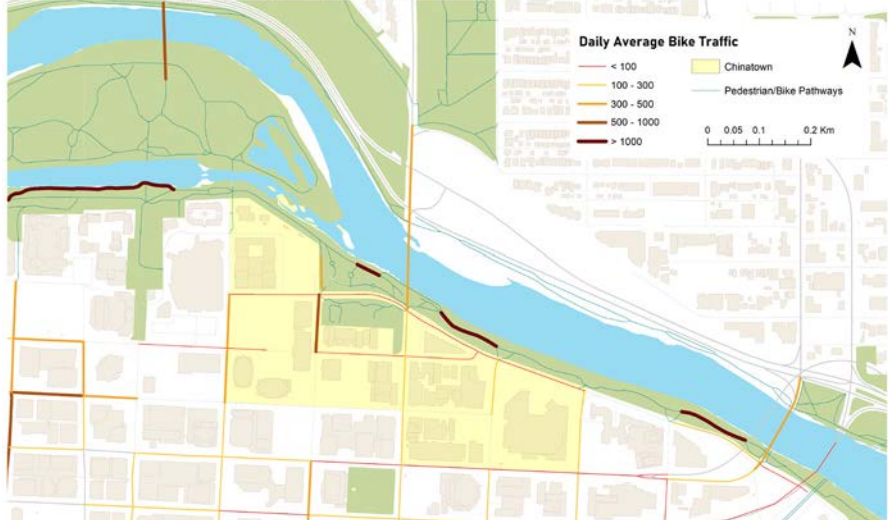 Daily Average Bike Traffic
< 100
100 - 300
300 - 500
500 - 1000
> 1000
Chinatown
Pedestrian/Bike Pathways
N
0 0.05 0.1 0.2 Km